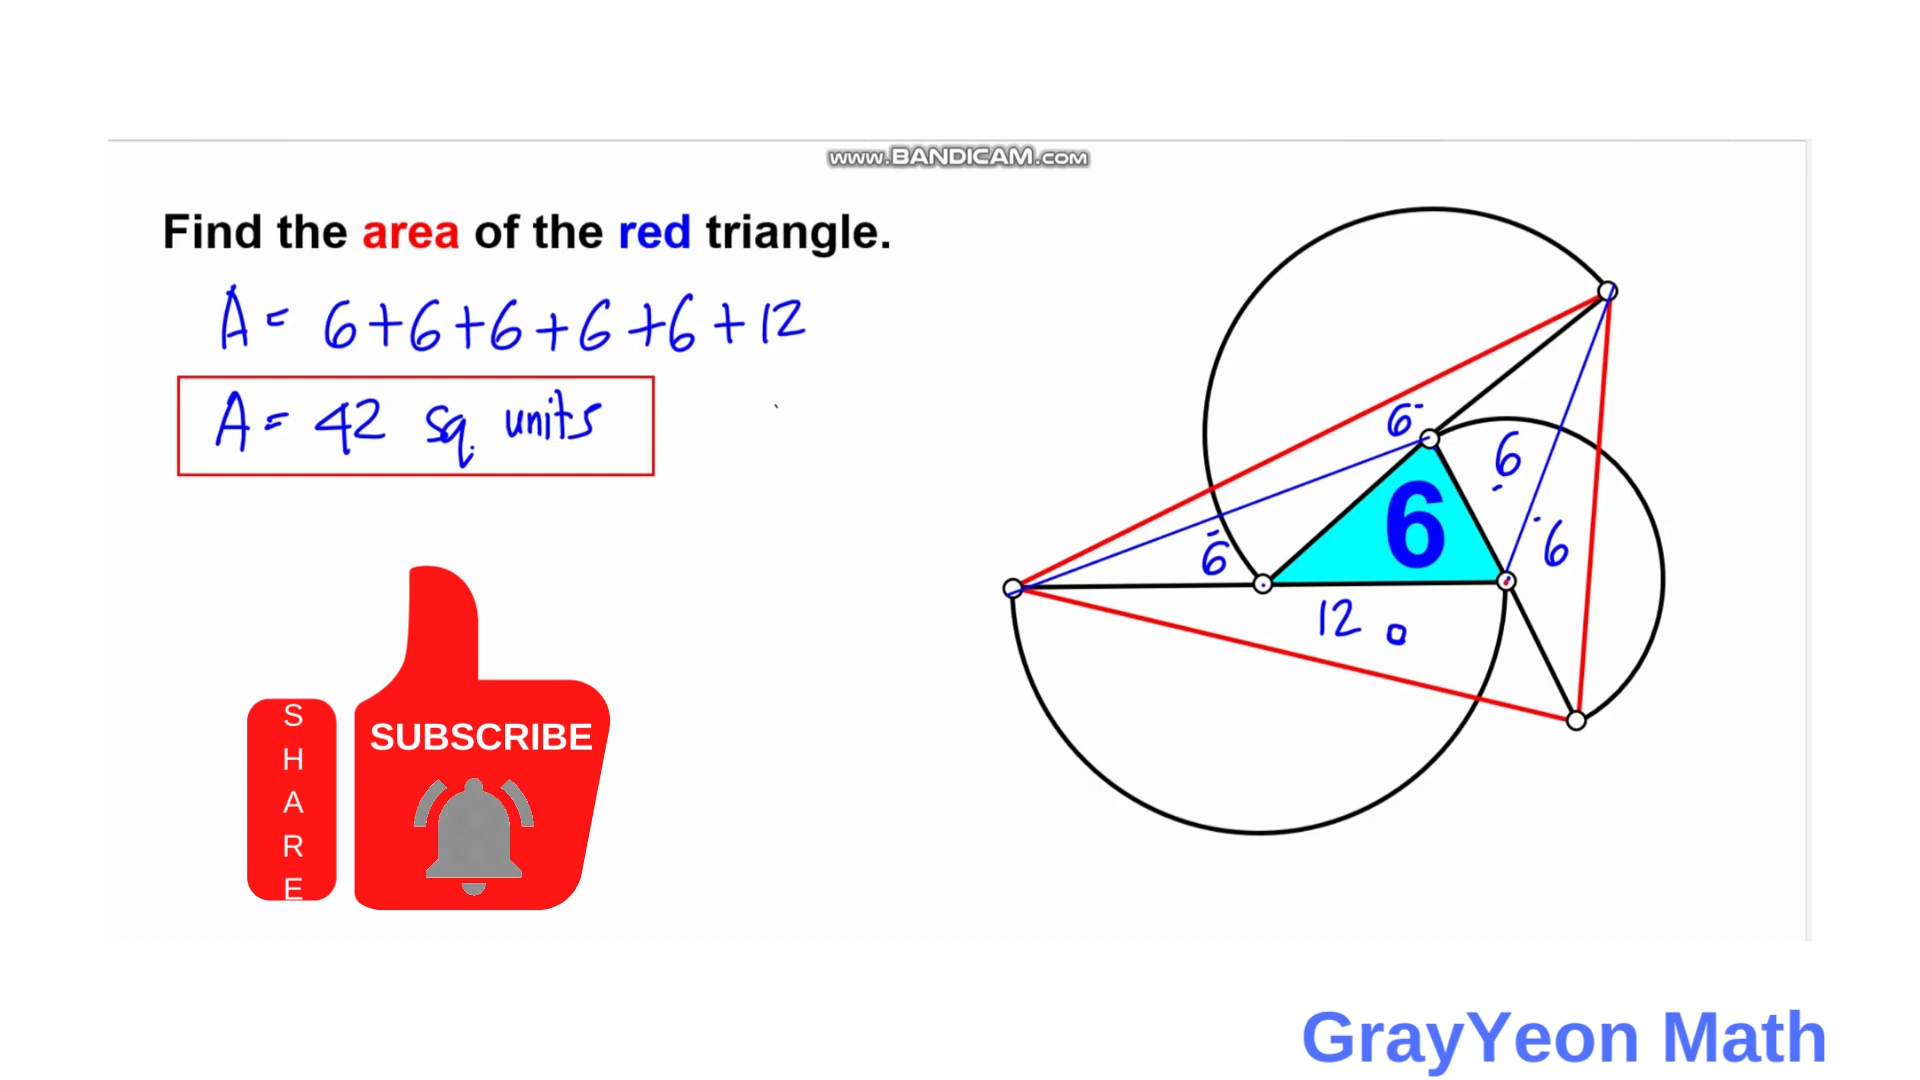 www.BANDICAM.com
Find the area of the red triangle.
A = 6+6+6+6+6+12
A = 42 sq. units
6
6
6
6
6
12
SHARE
SUBSCRIBE
GrayYeon Math